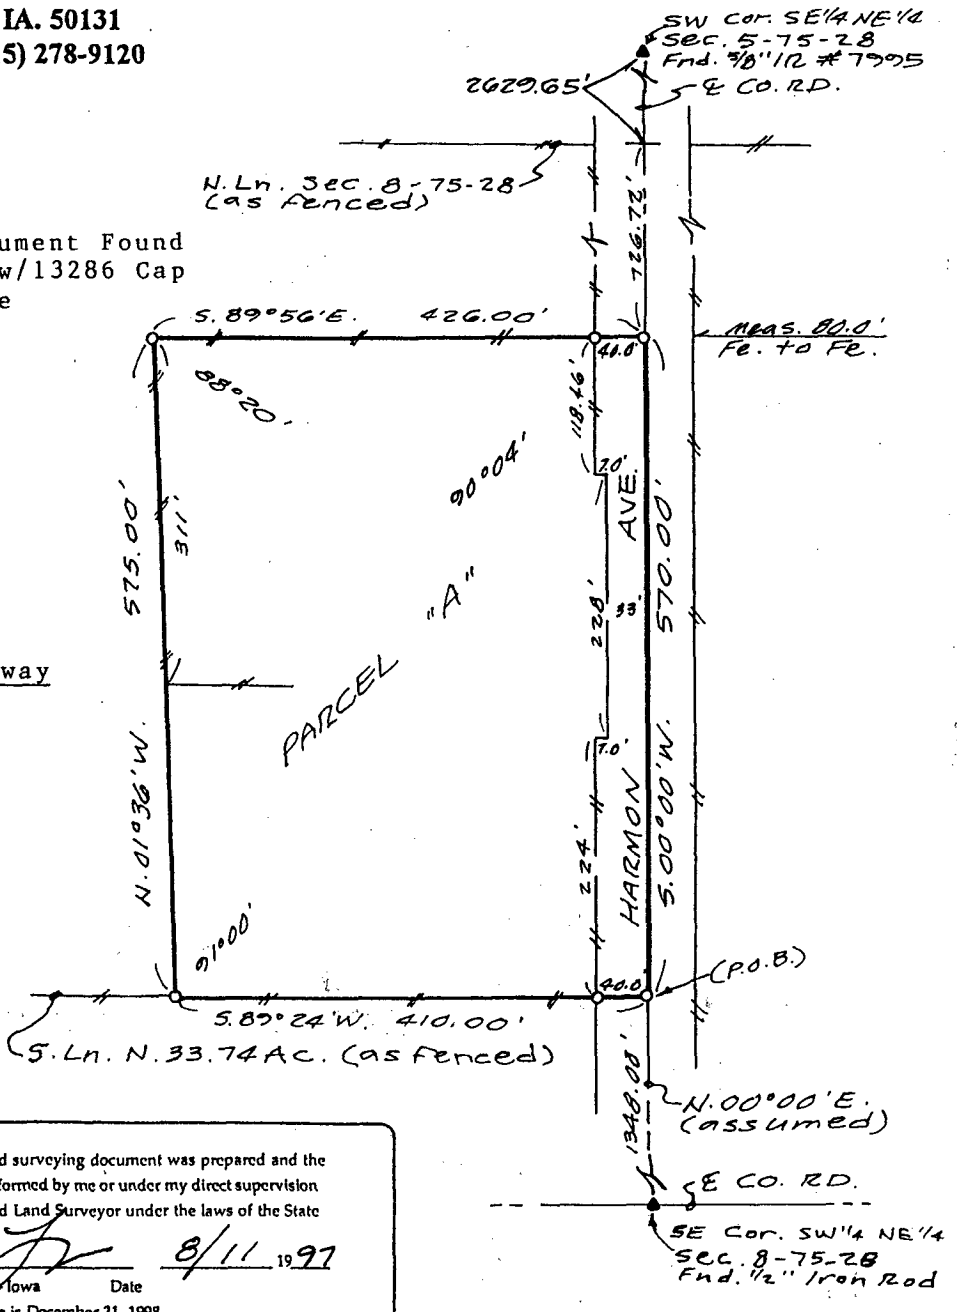 IA. 50131
5) 278-9120
SW Cor. SE¼ NE¼
Sec. 5-75-28
Fnd. 5/8" IR # 7995
℄ CO. RD.
2629.65'
N. Ln. Sec. 8-75-28
(as fenced)
726.72'
ument Found
w/13286 Cap
e
S. 89°56' E. 426.00'
40.0'
meas. 80.0'
Fe. to Fe.
88°20'
118.46'
90°04'
7.0'
575.00'
311'
PARCEL "A"
228'
33'
HARMON AVE.
570.00'
S. 00°00' W.
way
7.0'
N. 01°36' W.
224'
91°00'
40.0'
(P.O.B.)
S. 89°24' W. 410.00'
S. Ln. N. 33.74 Ac. (as fenced)
1348.08'
N. 00°00' E.
(assumed)
℄ CO. RD.
SE Cor. SW¼ NE¼
Sec. 8-75-28
Fnd. ½" Iron Rod
d surveying document was prepared and the
formed by me or under my direct supervision
d Land Surveyor under the laws of the State
8/11 1997
Iowa Date
e is December 31, 1998